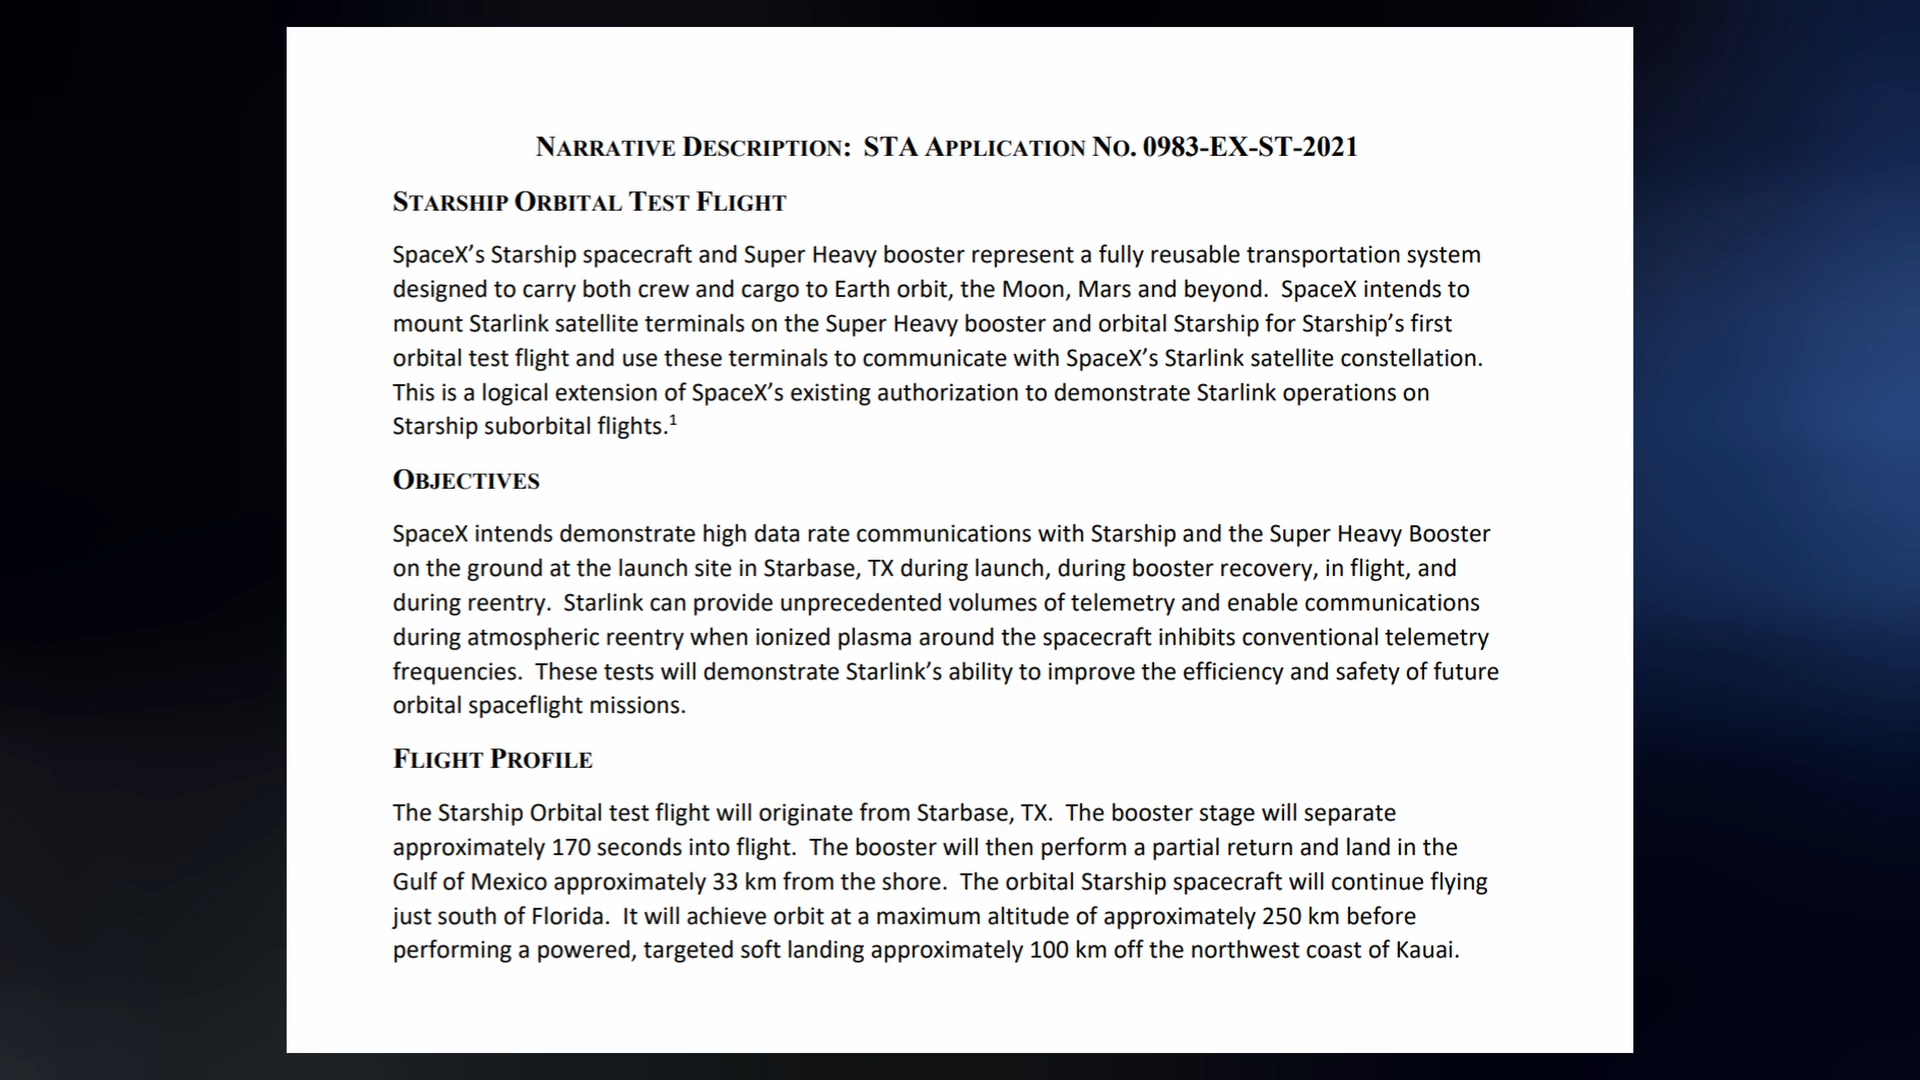 NARRATIVE DESCRIPTION: STA APPLICATION NO. 0983-EX-ST-2021
STARSHIP ORBITAL TEST FLIGHT
SpaceX’s Starship spacecraft and Super Heavy booster represent a fully reusable transportation system
designed to carry both crew and cargo to Earth orbit, the Moon, Mars and beyond. SpaceX intends to
mount Starlink satellite terminals on the Super Heavy booster and orbital Starship for Starship’s first
orbital test flight and use these terminals to communicate with SpaceX’s Starlink satellite constellation.
This is a logical extension of SpaceX’s existing authorization to demonstrate Starlink operations on
Starship suborbital flights.¹
OBJECTIVES
SpaceX intends demonstrate high data rate communications with Starship and the Super Heavy Booster
on the ground at the launch site in Starbase, TX during launch, during booster recovery, in flight, and
during reentry. Starlink can provide unprecedented volumes of telemetry and enable communications
during atmospheric reentry when ionized plasma around the spacecraft inhibits conventional telemetry
frequencies. These tests will demonstrate Starlink’s ability to improve the efficiency and safety of future
orbital spaceflight missions.
FLIGHT PROFILE
The Starship Orbital test flight will originate from Starbase, TX. The booster stage will separate
approximately 170 seconds into flight. The booster will then perform a partial return and land in the
Gulf of Mexico approximately 33 km from the shore. The orbital Starship spacecraft will continue flying
just south of Florida. It will achieve orbit at a maximum altitude of approximately 250 km before
performing a powered, targeted soft landing approximately 100 km off the northwest coast of Kauai.